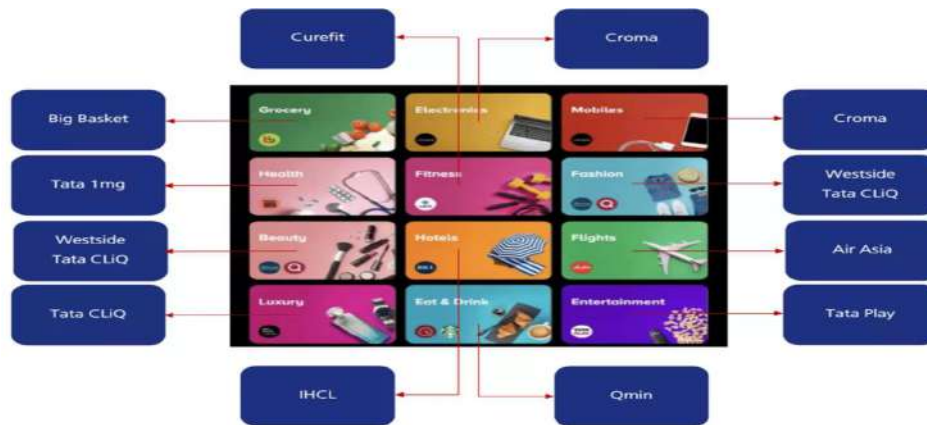 Curefit
Croma
Big Basket
Grocery
Electronics
Mobiles
Croma
Tata 1mg
Health
Fitness
Fashion
Westside
Tata CLiQ
Westside
Tata CLiQ
Beauty
Hotels
Flights
Air Asia
Tata CLiQ
Luxury
Eat & Drink
Entertainment
Tata Play
IHCL
Qmin